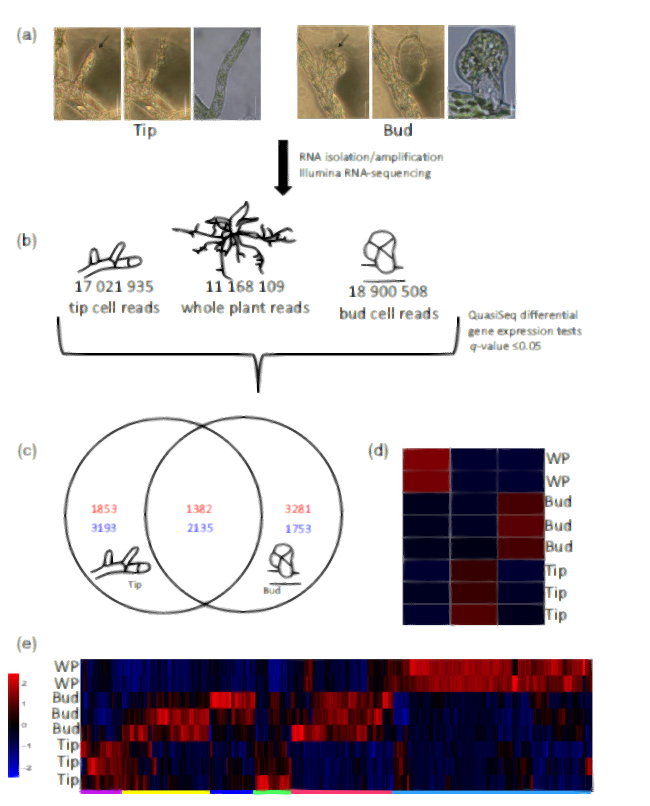 (a)
Tip
Bud
RNA isolation/amplification
Illumina RNA-sequencing
(b)
17 021 935
tip cell reads
11 168 109
whole plant reads
18 900 508
bud cell reads
QuasiSeq differential
gene expression tests
q-value ≤0.05
(c)
1853
3193
1382
2135
3281
1753
Tip
Bud
(d)
WP
WP
Bud
Bud
Bud
Tip
Tip
Tip
(e)
WP
WP
Bud
Bud
Bud
Tip
Tip
Tip
2
1
0
−1
−2